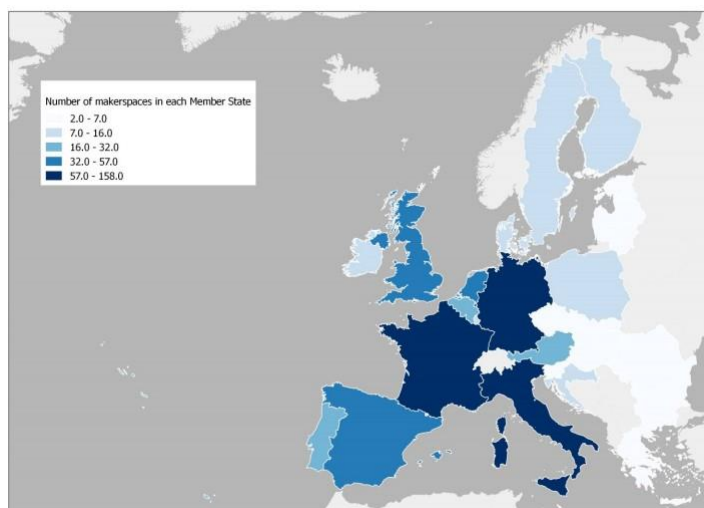 Number of makerspaces in each Member State
2.0 - 7.0
7.0 - 16.0
16.0 - 32.0
32.0 - 57.0
57.0 - 158.0